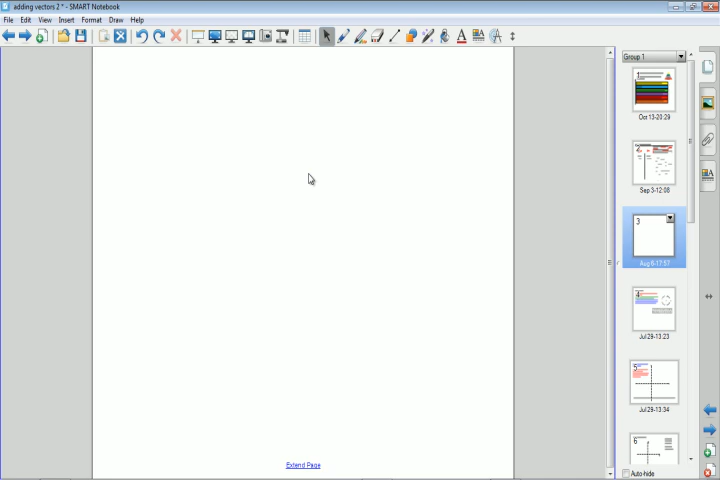 adding vectors 2 * - SMART Notebook
File Edit View Insert Format Draw Help
Group 1
Oct 13-20:29
2
Sep 3-12:08
3
Aug 6-17:57
4
Jul 29-13:23
5
Jul 29-13:34
6
Extend Page
Auto-hide